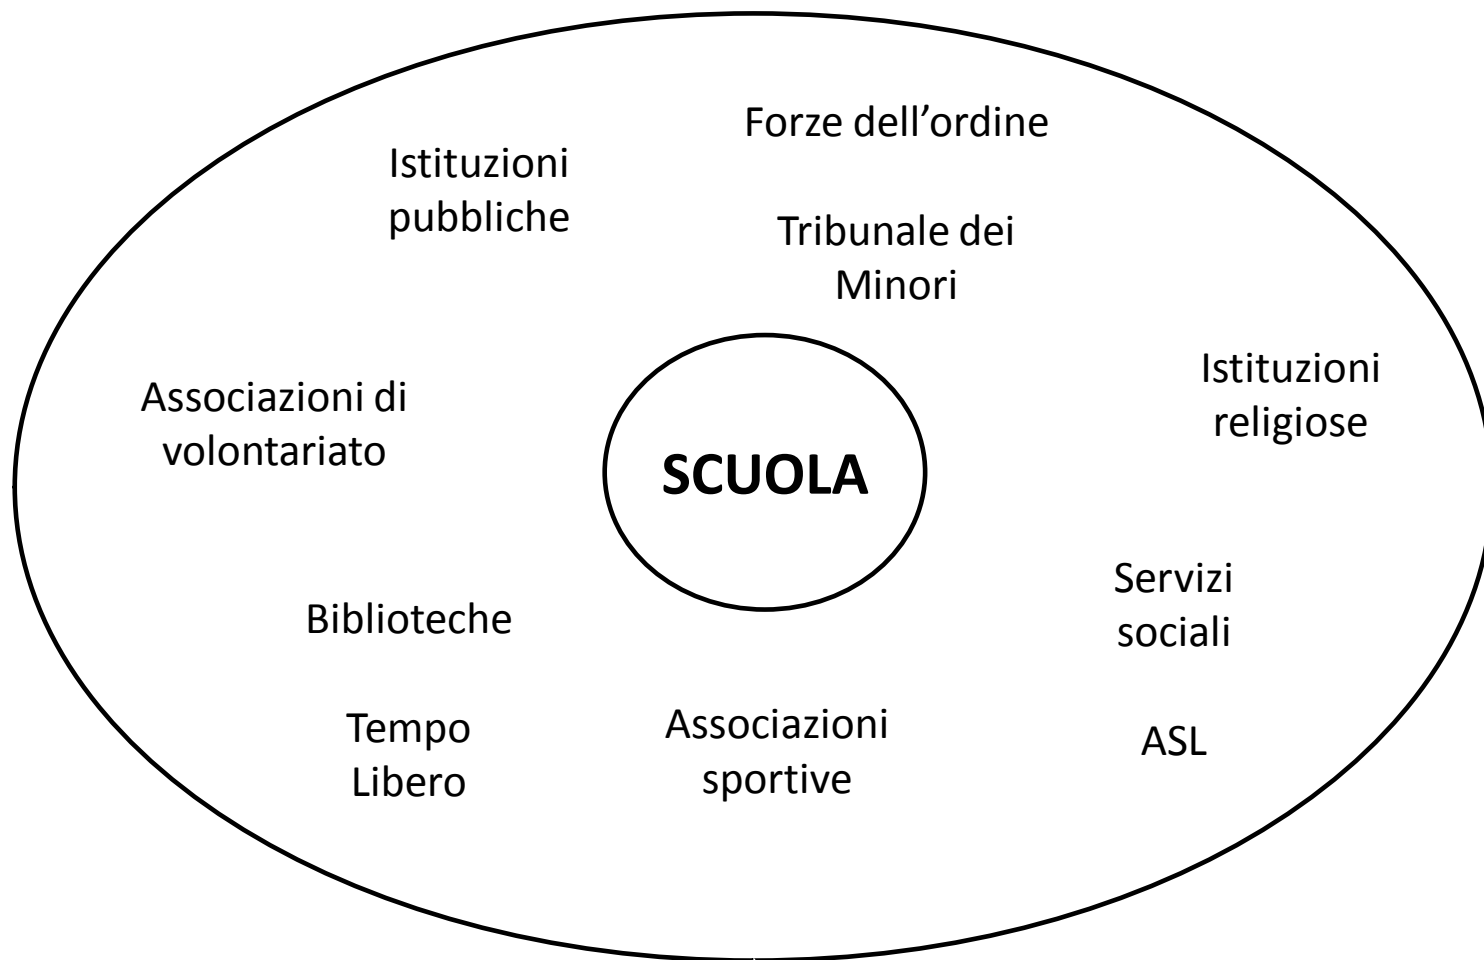 Forze dell’ordine
Istituzioni
pubbliche
Tribunale dei
Minori
Istituzioni
religiose
Associazioni di
volontariato
SCUOLA
Servizi
sociali
Biblioteche
Tempo
Libero
Associazioni
sportive
ASL